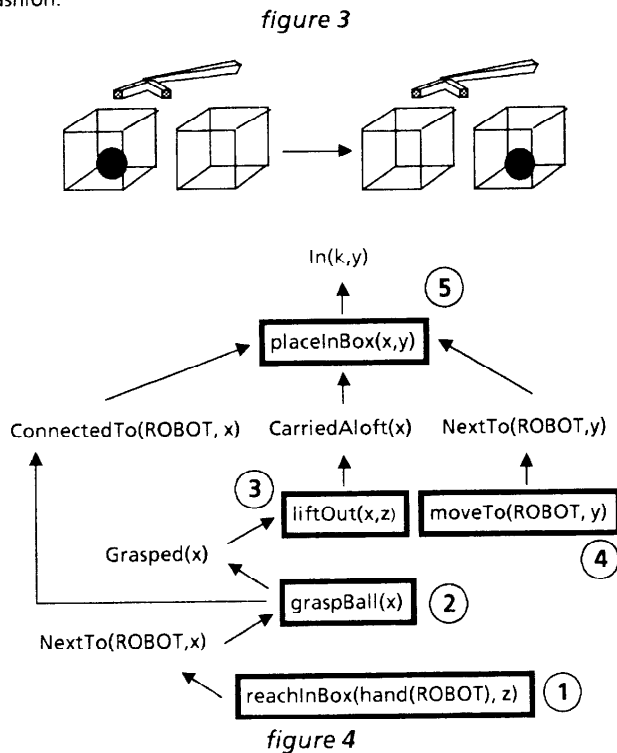 ashion.
figure 3
In(k,y)
5
placeInBox(x,y)
ConnectedTo(ROBOT, x) CarriedAloft(x) NextTo(ROBOT,y)
3
liftOut(x,z) moveTo(ROBOT, y)
Grasped(x)
4
graspBall(x) 2
NextTo(ROBOT,x)
reachInBox(hand(ROBOT), z) 1
figure 4